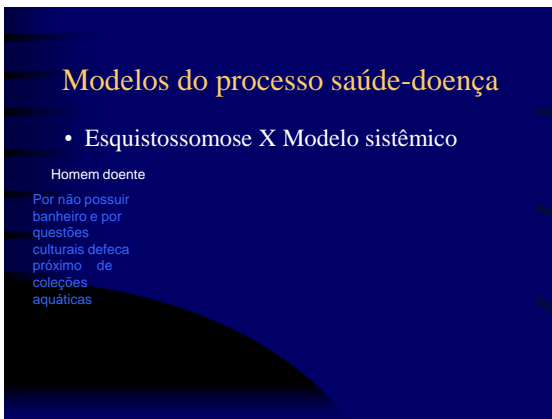 Modelos do processo saúde-doença
• Esquistossomose X Modelo sistêmico
Homem doente
Por não possuir
banheiro e por
questões
culturais defeca
próximo de
coleções
aquáticas